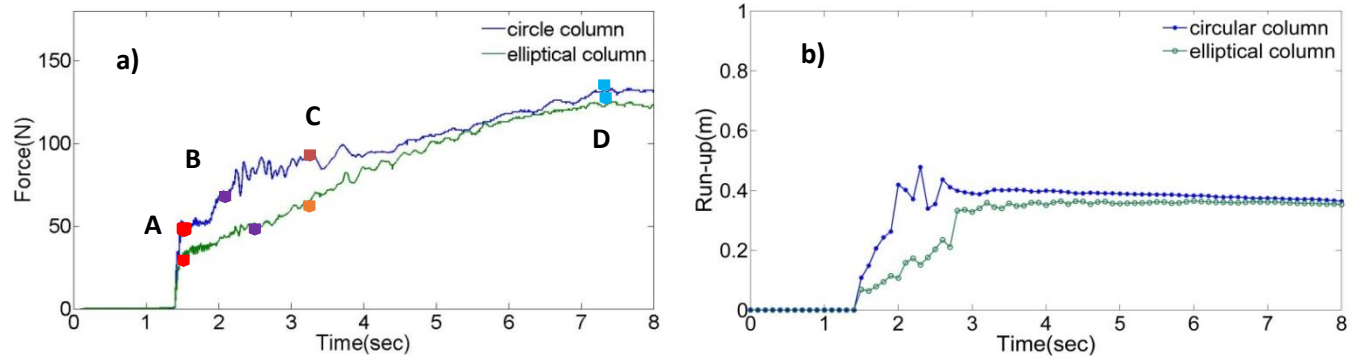 a)
circle column
elliptical column
A
B
C
D
Force(N)
150
100
50
0
0 1 2 3 4 5 6 7 8
Time(sec)
b)
circular column
elliptical column
Run-up(m)
1
0.8
0.6
0.4
0.2
0
0 1 2 3 4 5 6 7 8
Time(sec)